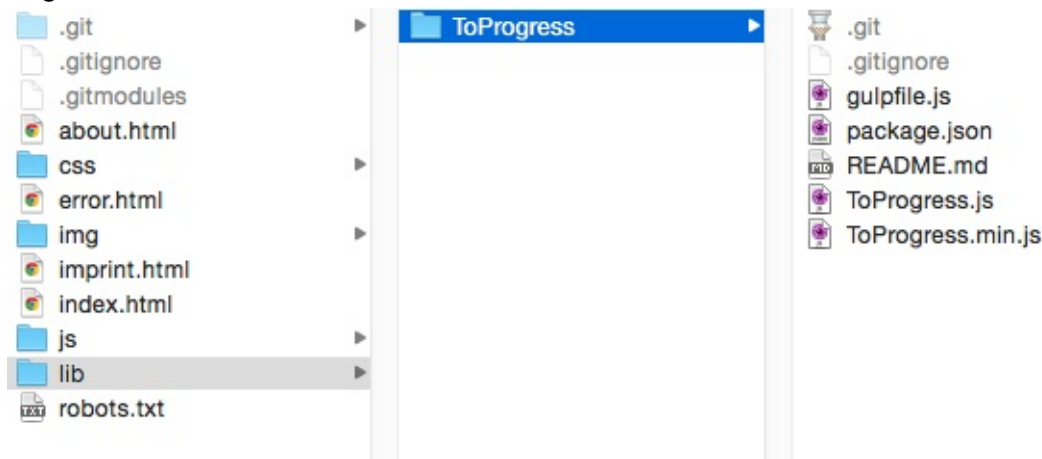 .git
.gitignore
.gitmodules
about.html
css
error.html
img
imprint.html
index.html
js
lib
robots.txt
ToProgress
.git
.gitignore
gulpfile.js
package.json
README.md
ToProgress.js
ToProgress.min.js